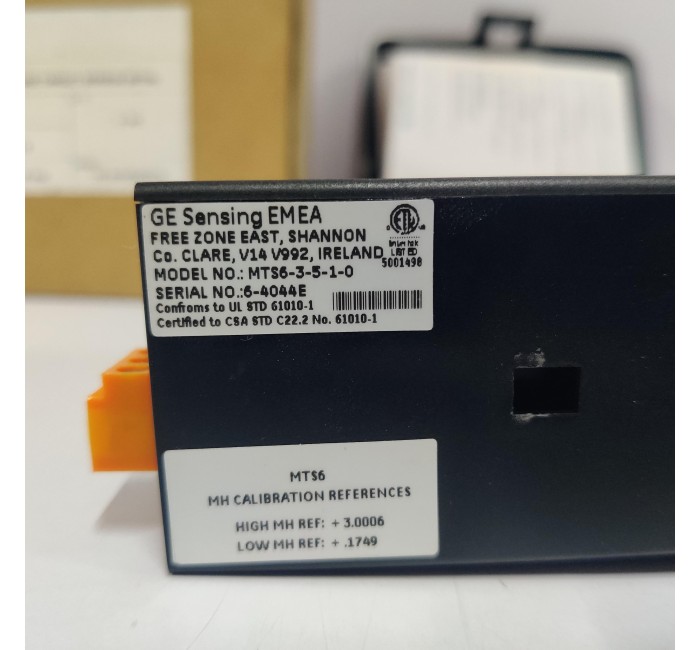 GE Sensing EMEA
FREE ZONE EAST, SHANNON
Co. CLARE, V14 V992, IRELAND
MODEL NO.: MTS6-3-5-1-0
SERIAL NO.:6-4044E
Confroms to UL STD 61010-1
Certified to CSA STD C22.2 No. 61010-1
ETL
LISTED
5001498
MTS6
MH CALIBRATION REFERENCES
HIGH MH REF: + 3.0006
LOW MH REF: + .1749